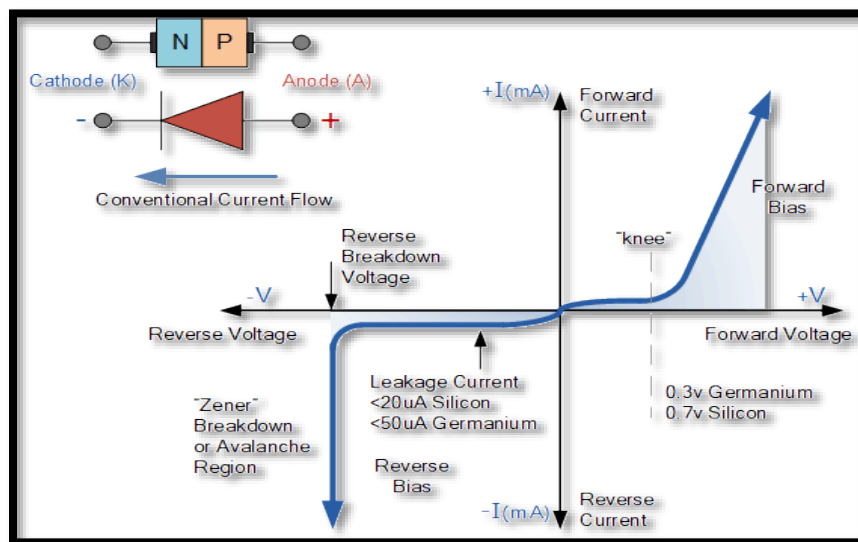 N P
Cathode (K)
Anode (A)
- +
Conventional Current Flow
+I(mA)
Forward
Current
Forward
Bias
"knee"
Reverse
Breakdown
Voltage
-V
+V
Reverse Voltage
Forward Voltage
Leakage Current
<20uA Silicon
<50uA Germanium
0.3v Germanium
0.7v Silicon
"Zener"
Breakdown
or Avalanche
Region
Reverse
Bias
-I(mA)
Reverse
Current